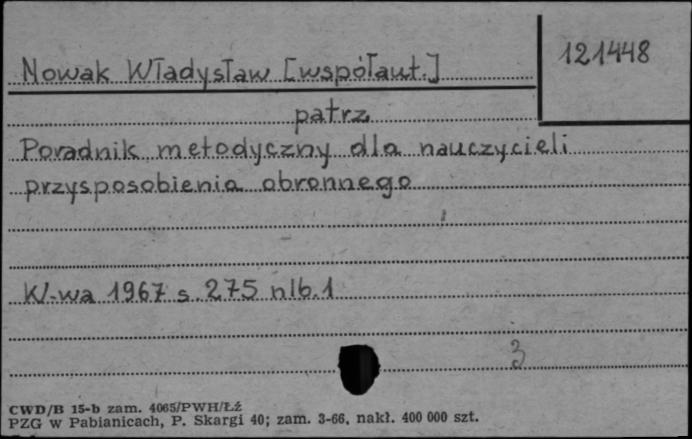 121448
Nowak Władysław [współaut.]
patrz
Poradnik metodyczny dla nauczycieli
przysposobienia obronnego
W-wa 1967 s. 275 nlb. 1
3
CWD/B 15-b zam. 4065/PWH/Łź
PZG w Pabianicach, P. Skargi 40; zam. 3-66, nakł. 400 000 szt.